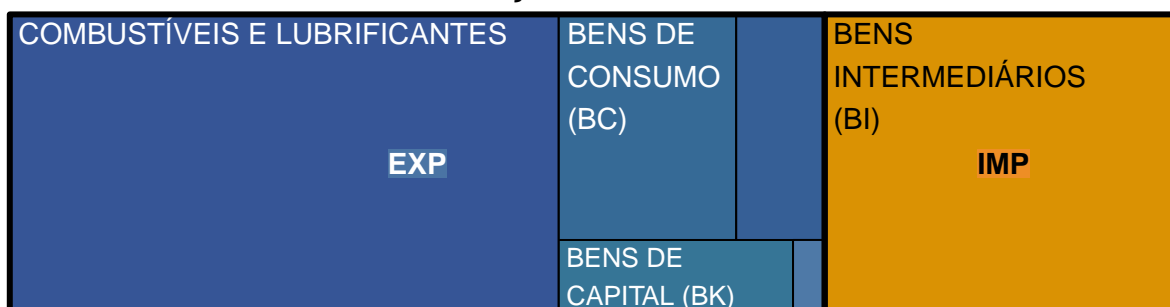 COMBUSTÍVEIS E LUBRIFICANTES
EXP
BENS DE
CONSUMO
(BC)
BENS DE
CAPITAL (BK)
BENS
INTERMEDIÁRIOS
(BI)
IMP